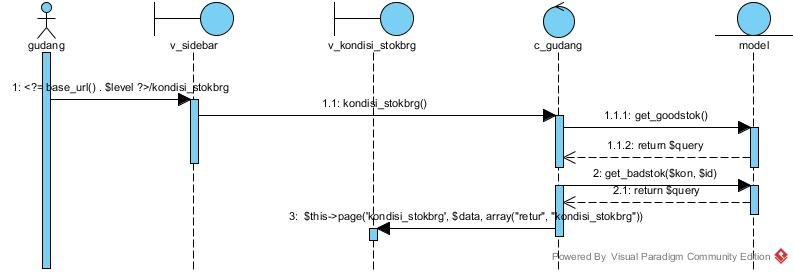 gudang
v_sidebar
v_kondisi_stokbrg
c_gudang
model
1: <?= base_url() . $level ?>/kondisi_stokbrg
1.1: kondisi_stokbrg()
1.1.1: get_goodstok()
1.1.2: return $query
2: get_badstok($kon, $id)
2.1: return $query
3:  $this->page('kondisi_stokbrg', $data, array("retur", "kondisi_stokbrg"))
Powered By Visual Paradigm Community Edition